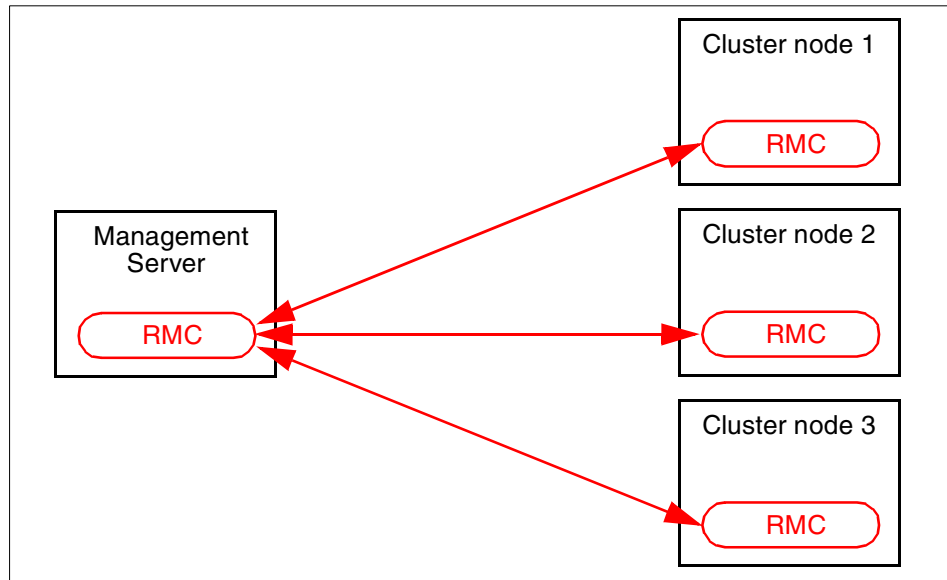 Cluster node 1
RMC
Management
Server
RMC
Cluster node 2
RMC
Cluster node 3
RMC